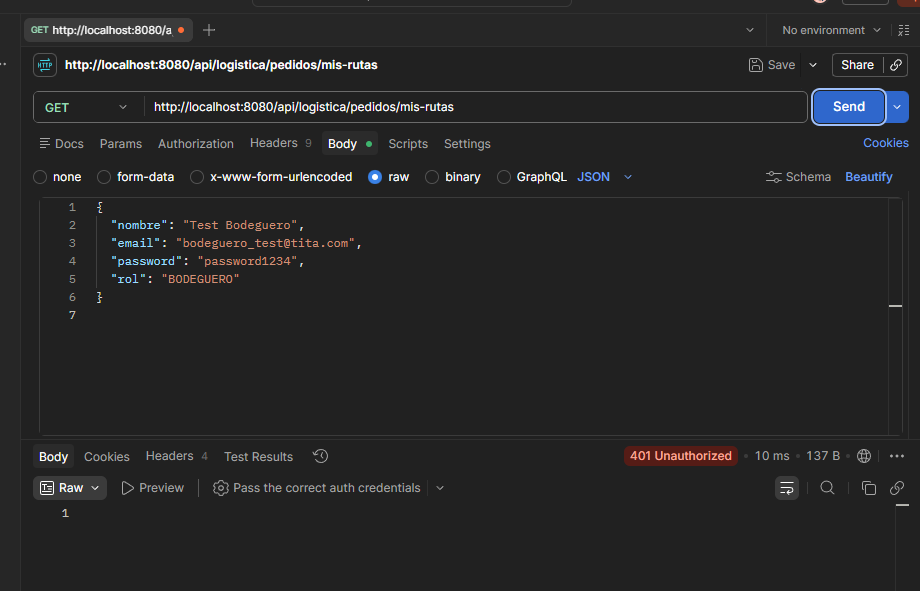 GET http://localhost:8080/a
No environment
HTTP http://localhost:8080/api/logistica/pedidos/mis-rutas
Save
Share
GET http://localhost:8080/api/logistica/pedidos/mis-rutas
Send
Docs Params Authorization Headers 9 Body Scripts Settings
Cookies
none form-data x-www-form-urlencoded raw binary GraphQL JSON
Schema Beautify
1 {
2 "nombre": "Test Bodeguero",
3 "email": "bodeguero_test@tita.com",
4 "password": "password1234",
5 "rol": "BODEGUERO"
6 }
7
Body Cookies Headers 4 Test Results
401 Unauthorized 10 ms 137 B
Raw Preview Pass the correct auth credentials
1